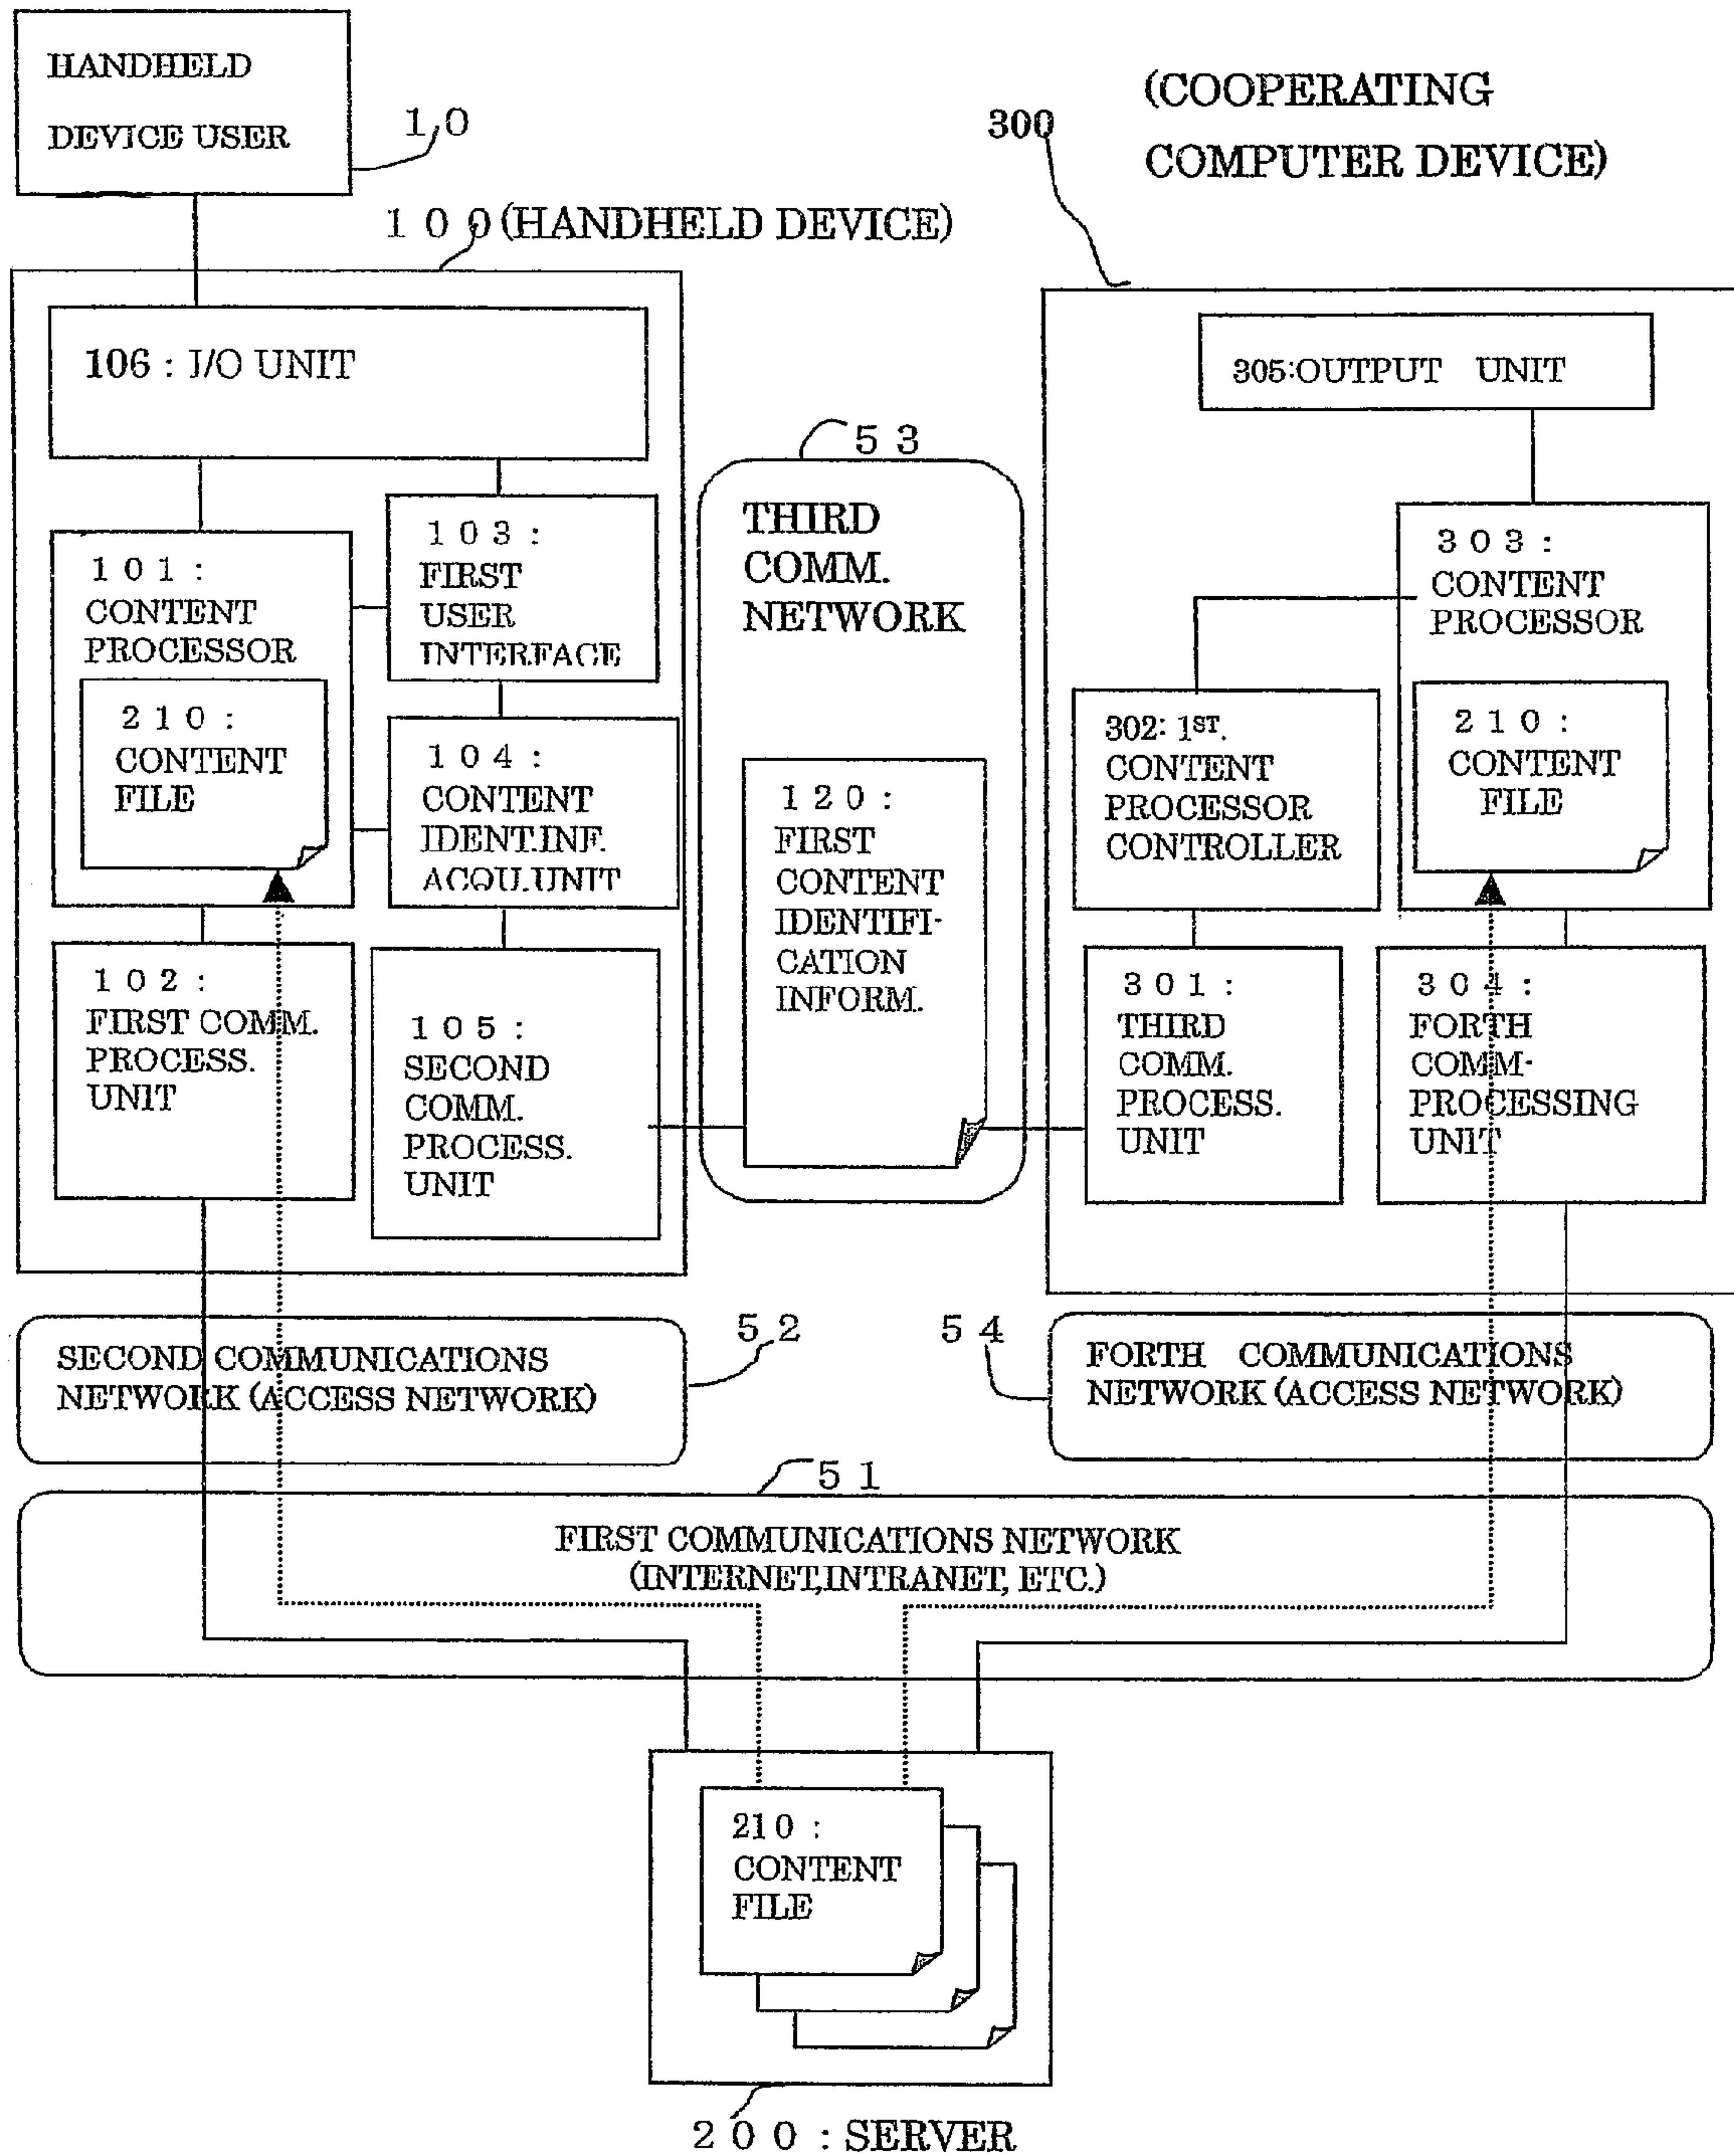 HANDHELD
DEVICE USER
10
100 (HANDHELD DEVICE)
106 : I/O UNIT
101 :
CONTENT
PROCESSOR
210 :
CONTENT
FILE
103 :
FIRST
USER
INTERFACE
104 :
CONTENT
IDENT.INF.
ACQU.UNIT
102 :
FIRST COMM.
PROCESS.
UNIT
105 :
SECOND
COMM.
PROCESS.
UNIT
53
THIRD
COMM.
NETWORK
120 :
FIRST
CONTENT
IDENTIFI-
CATION
INFORM.
300
(COOPERATING
COMPUTER DEVICE)
305:OUTPUT UNIT
303 :
CONTENT
PROCESSOR
210 :
CONTENT
FILE
302: 1ST.
CONTENT
PROCESSOR
CONTROLLER
301 :
THIRD
COMM.
PROCESS.
UNIT
304 :
FORTH
COMM-
PROCESSING
UNIT
52
SECOND COMMUNICATIONS
NETWORK (ACCESS NETWORK)
54
FORTH COMMUNICATIONS
NETWORK (ACCESS NETWORK)
51
FIRST COMMUNICATIONS NETWORK
(INTERNET,INTRANET, ETC.)
210 :
CONTENT
FILE
200 : SERVER